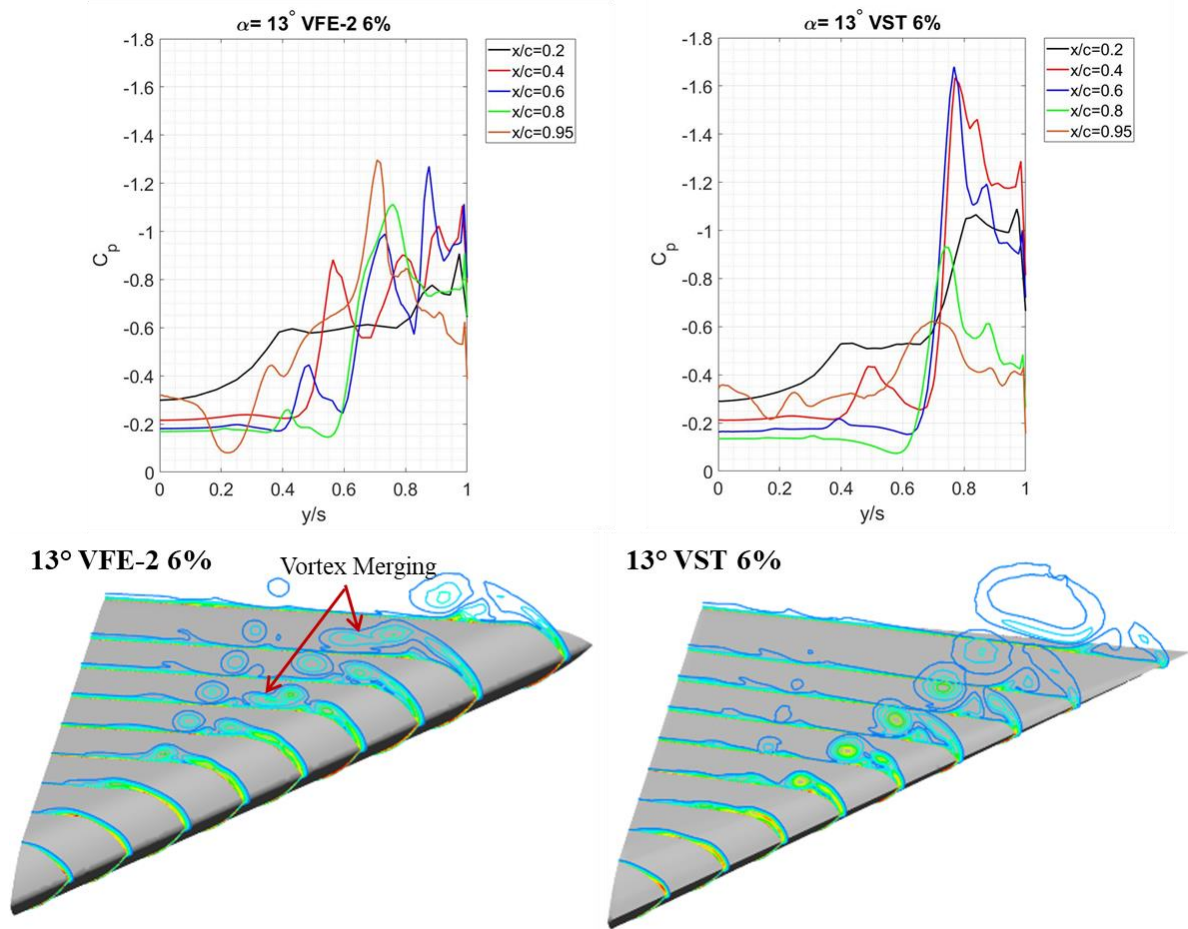 α= 13° VFE-2 6%
-1.8
-1.6
-1.4
-1.2
-1
-0.8
-0.6
-0.4
-0.2
0
Cp
0 0.2 0.4 0.6 0.8 1
y/s
x/c=0.2
x/c=0.4
x/c=0.6
x/c=0.8
x/c=0.95
α= 13° VST 6%
-1.8
-1.6
-1.4
-1.2
-1
-0.8
-0.6
-0.4
-0.2
0
Cp
0 0.2 0.4 0.6 0.8 1
y/s
x/c=0.2
x/c=0.4
x/c=0.6
x/c=0.8
x/c=0.95
13° VFE-2 6%
Vortex Merging
13° VST 6%